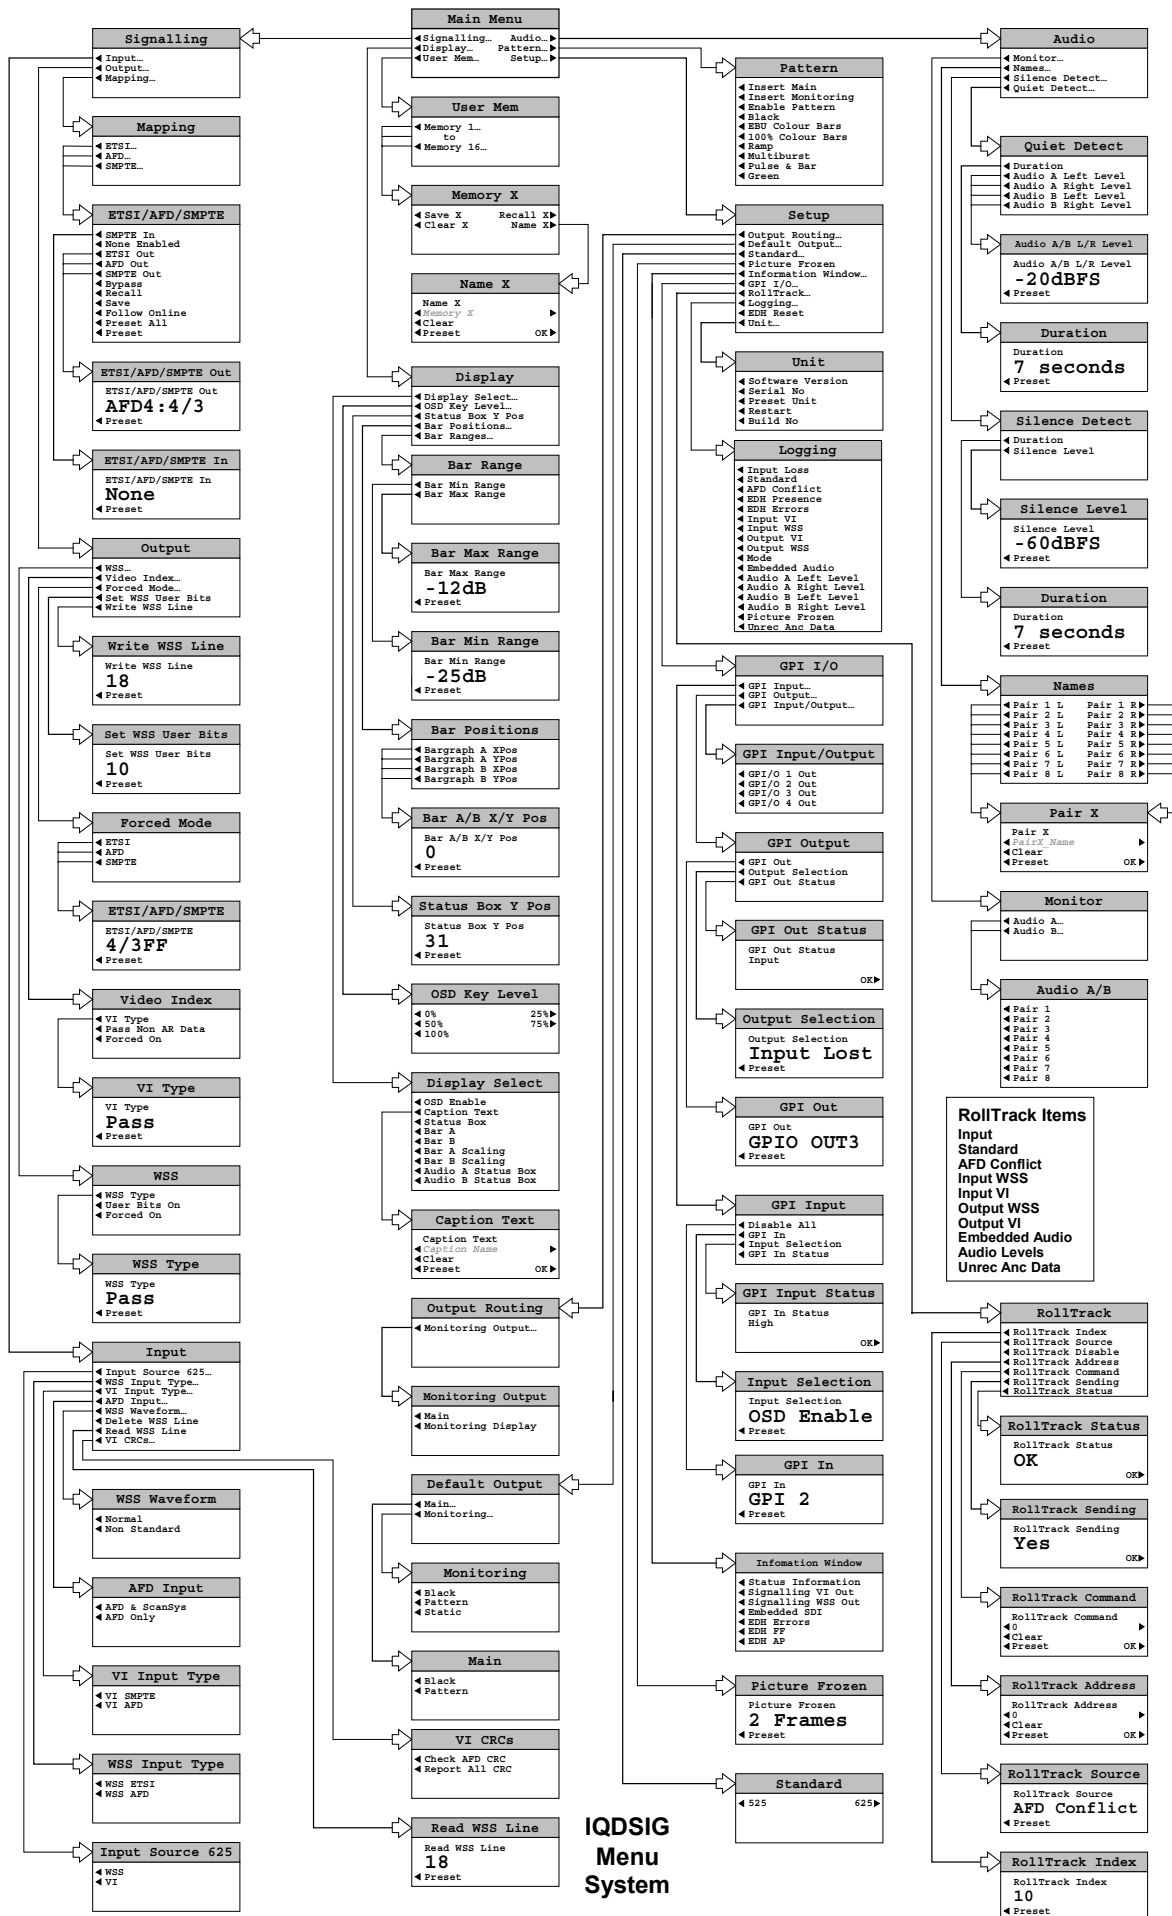 Main Menu
Signalling… Audio…
Display… Pattern…
User Mem… Setup…
Signalling
Input…
Output…
Mapping…
Mapping
ETSI…
AFD…
SMPTE…
ETSI/AFD/SMPTE
SMPTE In
None Enabled
ETSI Out
AFD Out
SMPTE Out
Bypass
Recall
Save
Follow Online
Preset All
Preset
ETSI/AFD/SMPTE Out
ETSI/AFD/SMPTE Out
AFD4:4/3
Preset
ETSI/AFD/SMPTE In
ETSI/AFD/SMPTE In
None
Preset
Output
WSS…
Video Index…
Forced Mode…
Set WSS User Bits
Write WSS Line
Write WSS Line
Write WSS Line
18
Preset
Set WSS User Bits
Set WSS User Bits
10
Preset
Forced Mode
ETSI
AFD
SMPTE
ETSI/AFD/SMPTE
ETSI/AFD/SMPTE
4/3FF
Preset
Video Index
VI Type
Pass Non AR Data
Forced On
VI Type
VI Type
Pass
Preset
WSS
WSS Type
User Bits On
Forced On
WSS Type
WSS Type
Pass
Preset
Input
Input Source 625…
WSS Input Type…
VI Input Type…
AFD Input…
WSS Waveform…
Delete WSS Line
Read WSS Line
VI CRCs…
WSS Waveform
Normal
Non Standard
AFD Input
AFD & ScanSys
AFD Only
VI Input Type
VI SMPTE
VI AFD
WSS Input Type
WSS ETSI
WSS AFD
Input Source 625
WSS
VI
User Mem
Memory 1…
to
Memory 16…
Memory X
Save X Recall X
Clear X Name X
Name X
Name X
Memory X
Clear
Preset OK
Display
Display Select…
OSD Key Level…
Status Box Y Pos
Bar Positions…
Bar Ranges…
Bar Range
Bar Min Range
Bar Max Range
Bar Max Range
Bar Max Range
-12dB
Preset
Bar Min Range
Bar Min Range
-25dB
Preset
Bar Positions
Bargraph A XPos
Bargraph A YPos
Bargraph B XPos
Bargraph B YPos
Bar A/B X/Y Pos
Bar A/B X/Y Pos
0
Preset
Status Box Y Pos
Status Box Y Pos
31
Preset
OSD Key Level
0% 25%
50% 75%
100%
Display Select
OSD Enable
Caption Text
Status Box
Bar A
Bar B
Bar A Scaling
Bar B Scaling
Audio A Status Box
Audio B Status Box
Caption Text
Caption Text
Caption Name
Clear
Preset OK
Output Routing
Monitoring Output…
Monitoring Output
Main
Monitoring Display
Default Output
Main…
Monitoring…
Monitoring
Black
Pattern
Static
Main
Black
Pattern
VI CRCs
Check AFD CRC
Report All CRC
Read WSS Line
Read WSS Line
18
Preset
IQDSIG
Menu
System
Pattern
Insert Main
Insert Monitoring
Enable Pattern
Black
EBU Colour Bars
100% Colour Bars
Ramp
Multiburst
Pulse & Bar
Green
Setup
Output Routing…
Default Output…
Standard…
Picture Frozen
Information Window…
GPI I/O…
RollTrack…
Logging…
EDH Reset
Unit…
Unit
Software Version
Serial No
Preset Unit
Restart
Build No
Logging
Input Loss
Standard
AFD Conflict
EDH Presence
EDH Errors
Input VI
Input WSS
Output VI
Output WSS
Mode
Embedded Audio
Audio A Left Level
Audio A Right Level
Audio B Left Level
Audio B Right Level
Picture Frozen
Unrec Anc Data
GPI I/O
GPI Input…
GPI Output…
GPI Input/Output…
GPI Input/Output
GPI/O 1 Out
GPI/O 2 Out
GPI/O 3 Out
GPI/O 4 Out
GPI Output
GPI Out
Output Selection
GPI Out Status
GPI Out Status
GPI Out Status
Input
OK
Output Selection
Output Selection
Input Lost
Preset
GPI Out
GPI Out
GPIO OUT3
Preset
GPI Input
Disable All
GPI In
Input Selection
GPI In Status
GPI Input Status
GPI In Status
High
OK
Input Selection
Input Selection
OSD Enable
Preset
GPI In
GPI In
GPI 2
Preset
Infomation Window
Status Information
Signalling VI Out
Signalling WSS Out
Embedded SDI
EDH Errors
EDH FF
EDH AP
Picture Frozen
Picture Frozen
2 Frames
Preset
Standard
525 625
Audio
Monitor…
Names…
Silence Detect…
Quiet Detect…
Quiet Detect
Duration
Audio A Left Level
Audio A Right Level
Audio B Left Level
Audio B Right Level
Audio A/B L/R Level
Audio A/B L/R Level
-20dBFS
Preset
Duration
Duration
7 seconds
Preset
Silence Detect
Duration
Silence Level
Silence Level
Silence Level
-60dBFS
Preset
Duration
Duration
7 seconds
Preset
Names
Pair 1 L Pair 1 R
Pair 2 L Pair 2 R
Pair 3 L Pair 3 R
Pair 4 L Pair 4 R
Pair 5 L Pair 5 R
Pair 6 L Pair 6 R
Pair 7 L Pair 7 R
Pair 8 L Pair 8 R
Pair X
Pair X
PairX_Name
Clear
Preset OK
Monitor
Audio A…
Audio B…
Audio A/B
Pair 1
Pair 2
Pair 3
Pair 4
Pair 5
Pair 6
Pair 7
Pair 8
RollTrack Items
Input
Standard
AFD Conflict
Input WSS
Input VI
Output WSS
Output VI
Embedded Audio
Audio Levels
Unrec Anc Data
RollTrack
RollTrack Index
RollTrack Source
RollTrack Disable
RollTrack Address
RollTrack Command
RollTrack Sending
RollTrack Status
RollTrack Status
RollTrack Status
OK
OK
RollTrack Sending
RollTrack Sending
Yes
OK
RollTrack Command
RollTrack Command
0
Clear
Preset OK
RollTrack Address
RollTrack Address
0
Clear
Preset OK
RollTrack Source
RollTrack Source
AFD Conflict
Preset
RollTrack Index
RollTrack Index
10
Preset